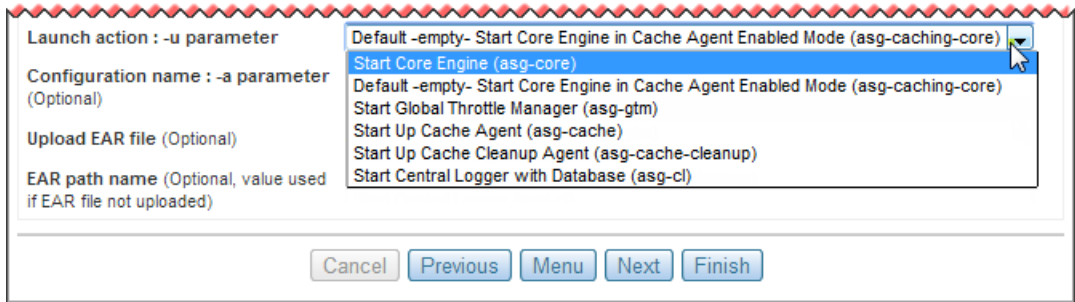 Launch action : -u parameter
Default -empty- Start Core Engine in Cache Agent Enabled Mode (asg-caching-core)
Start Core Engine (asg-core)
Default -empty- Start Core Engine in Cache Agent Enabled Mode (asg-caching-core)
Start Global Throttle Manager (asg-gtm)
Start Up Cache Agent (asg-cache)
Start Up Cache Cleanup Agent (asg-cache-cleanup)
Start Central Logger with Database (asg-cl)
Configuration name : -a parameter
(Optional)
Upload EAR file (Optional)
EAR path name (Optional, value used
if EAR file not uploaded)
Cancel Previous Menu Next Finish